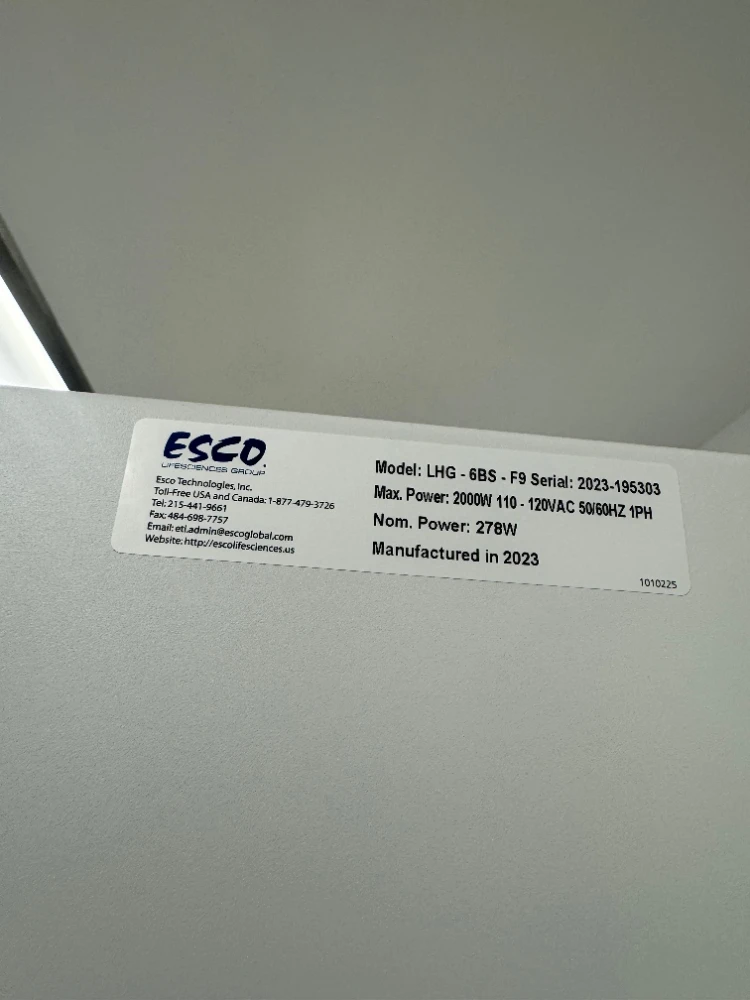 ESCO
LIFESCIENCES GROUP
Esco Technologies, Inc.
Toll-Free USA and Canada: 1-877-479-3726
Tel: 215-441-9661
Fax: 484-698-7757
Email: eti.admin@escoglobal.com
Website: http://escolifesciences.us
Model: LHG - 6BS - F9 Serial: 2023-195303
Max. Power: 2000W 110 - 120VAC 50/60HZ 1PH
Nom. Power: 278W
Manufactured in 2023
1010225